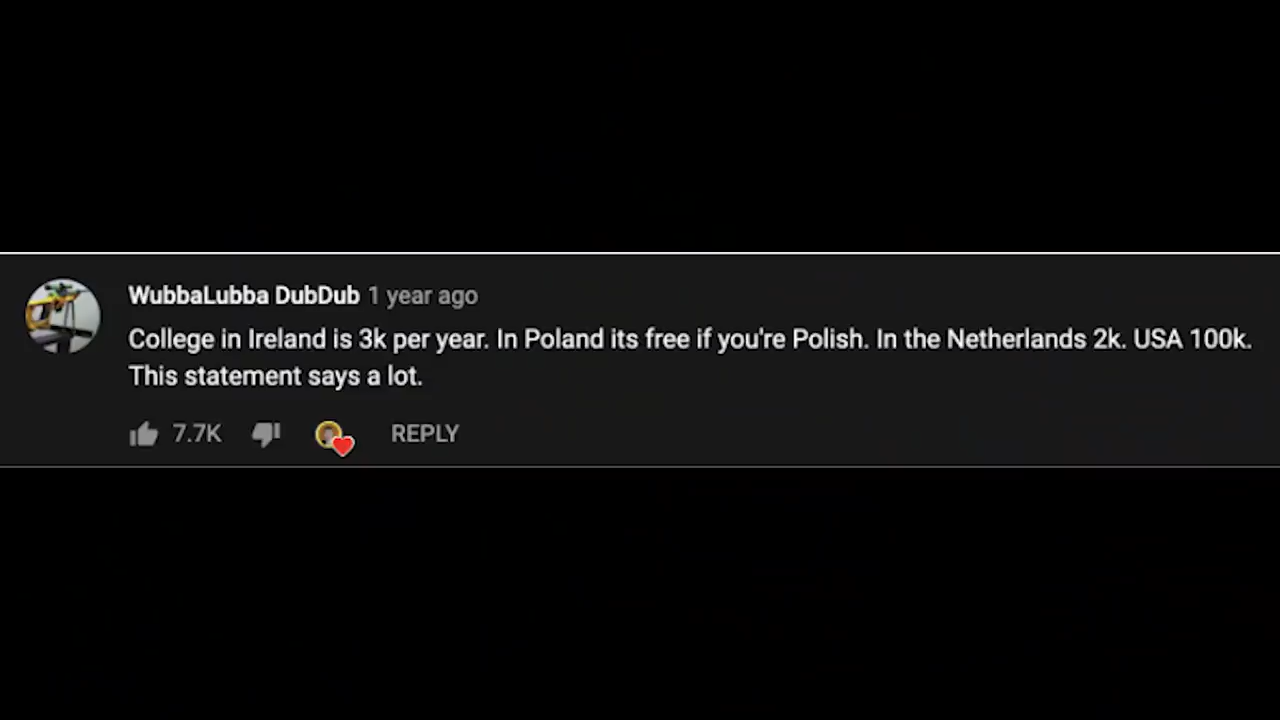 WubbaLubba DubDub 1 year ago
College in Ireland is 3k per year. In Poland its free if you're Polish. In the Netherlands 2k. USA 100k.
This statement says a lot.
7.7K REPLY